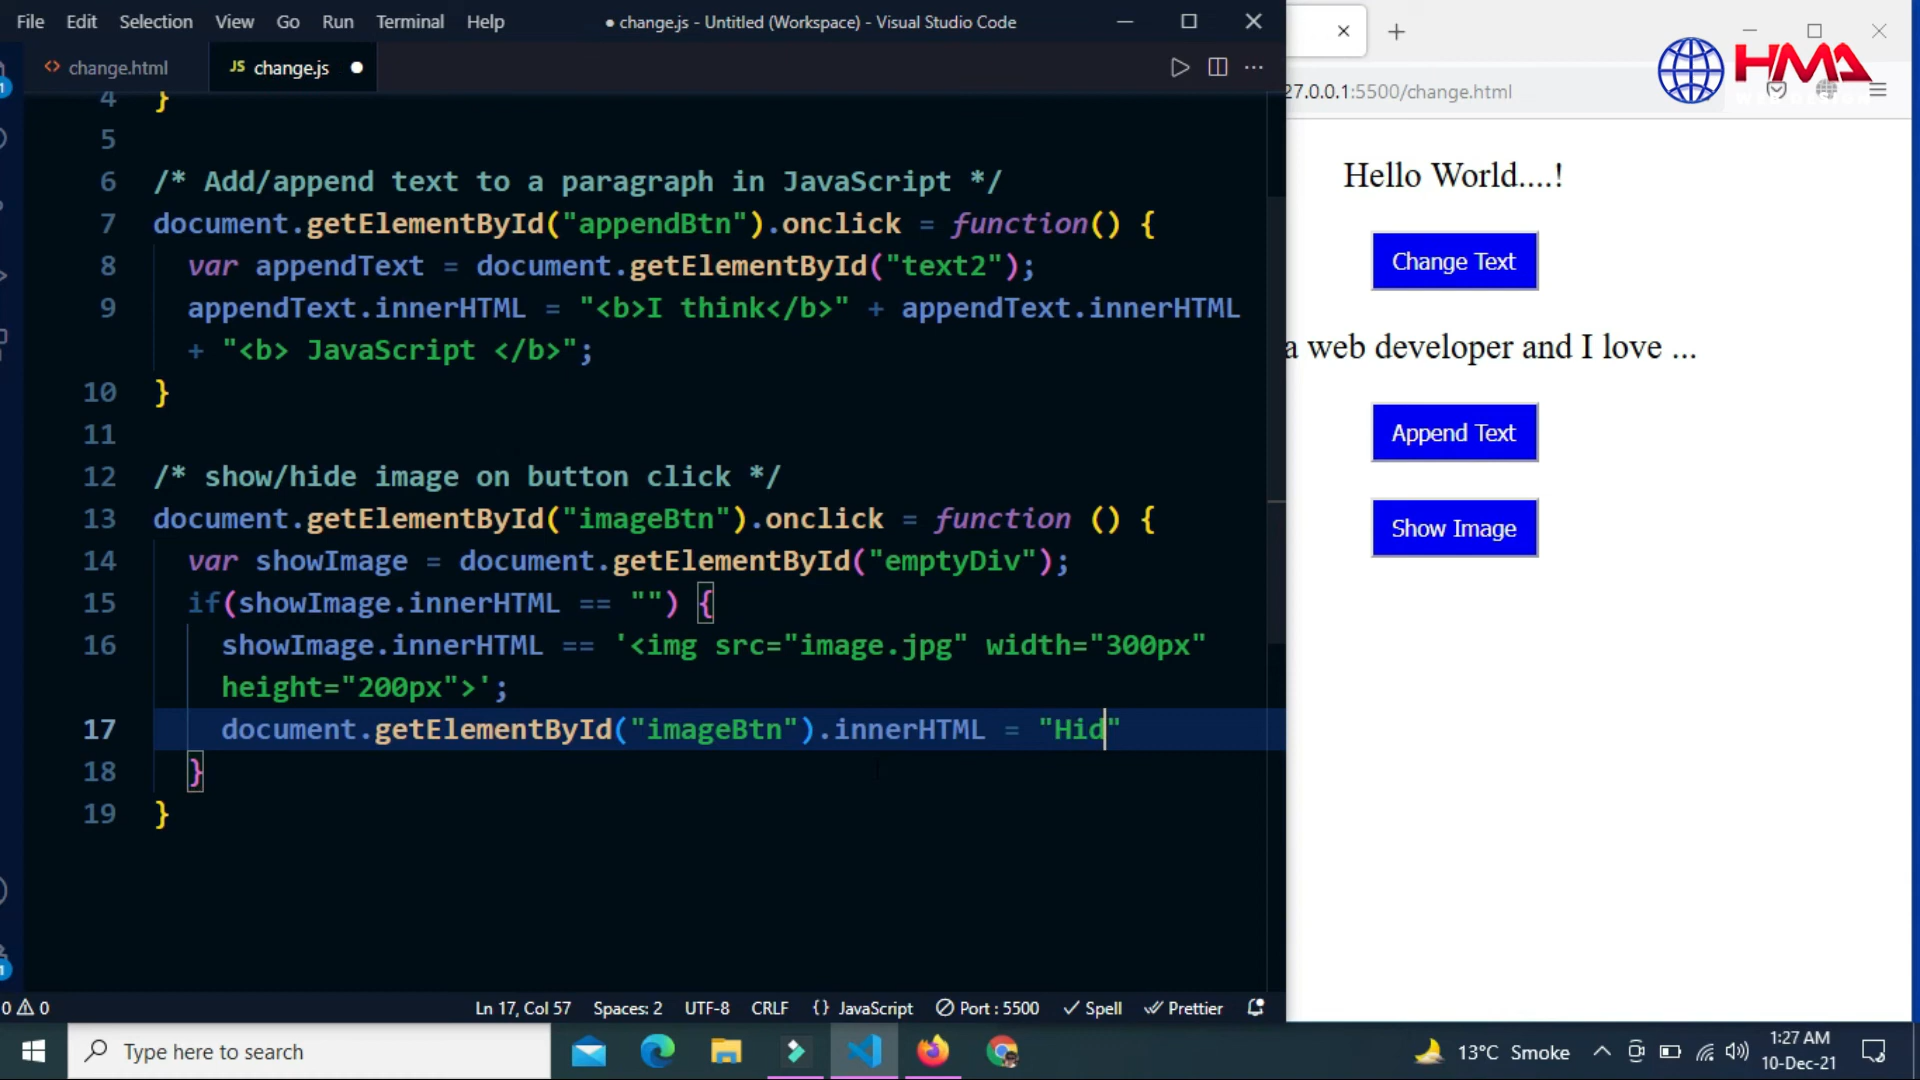 File Edit Selection View Go Run Terminal Help
● change.js - Untitled (Workspace) - Visual Studio Code
<> change.html
JS change.js ●
4 }
5
6 /* Add/append text to a paragraph in JavaScript */
7 document.getElementById("appendBtn").onclick = function() {
8 var appendText = document.getElementById("text2");
9 appendText.innerHTML = "<b>I think</b>" + appendText.innerHTML
+ "<b> JavaScript </b>";
10 }
11
12 /* show/hide image on button click */
13 document.getElementById("imageBtn").onclick = function () {
14 var showImage = document.getElementById("emptyDiv");
15 if(showImage.innerHTML == "") {
16 showImage.innerHTML == '<img src="image.jpg" width="300px"
height="200px">';
17 document.getElementById("imageBtn").innerHTML = "Hid"
18 }
19 }
0 0
Ln 17, Col 57 Spaces: 2 UTF-8 CRLF {} JavaScript Port : 5500 Spell Prettier
27.0.0.1:5500/change.html
HMA
WEB DESIGN
Hello World....!
Change Text
a web developer and I love ...
Append Text
Show Image
Type here to search
13°C Smoke
1:27 AM
10-Dec-21